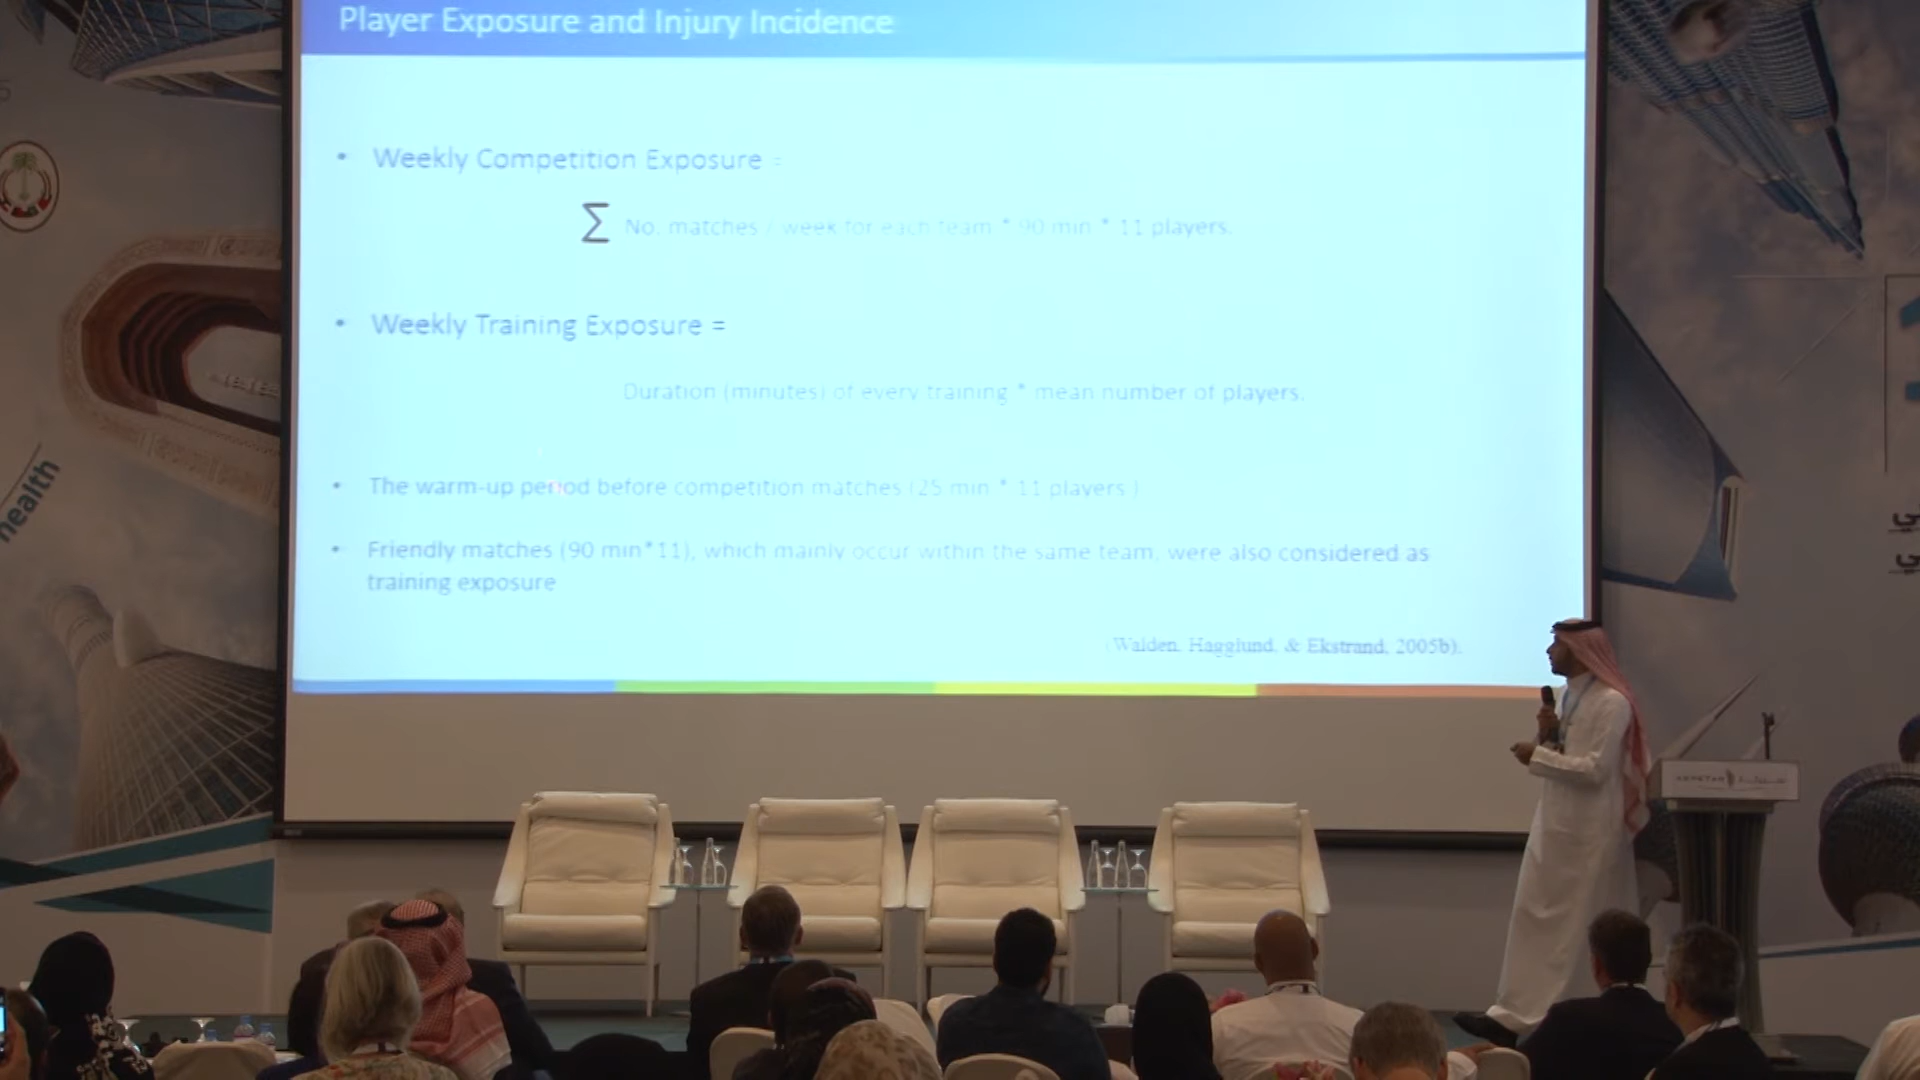 Player Exposure and Injury Incidence
• Weekly Competition Exposure =
∑ No. matches / week for each team * 90 min * 11 players.
• Weekly Training Exposure =
Duration (minutes) of every training * mean number of players.
• The warm-up period before competition matches (25 min * 11 players )
• Friendly matches (90 min*11), which mainly occur within the same team, were also considered as
training exposure
(Walden, Hagglund, & Ekstrand, 2005b).
health
ASPETAR